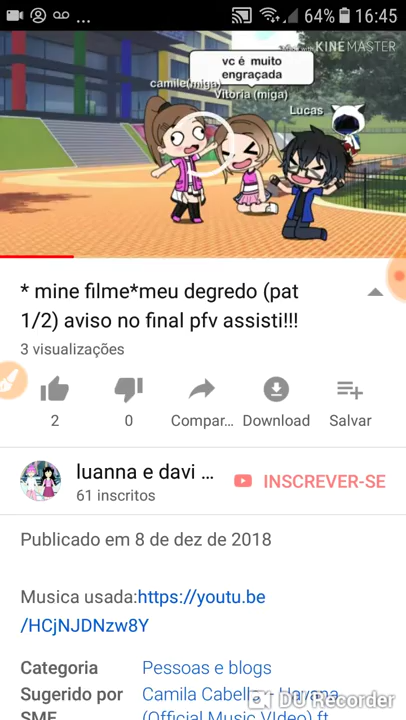 64% 16:45
KINEMASTER
vc é muito
engraçada
camile(miga)
Vitoria (miga)
Lucas
* mine filme*meu degredo (pat
1/2) aviso no final pfv assisti!!!
3 visualizações
2
0
Compar...
Download
Salvar
luanna e davi ...
INSCREVER-SE
61 inscritos
Publicado em 8 de dez de 2018
Musica usada:https://youtu.be
/HCjNJDNzw8Y
Categoria
Pessoas e blogs
Sugerido por
Camila Cabello - Havana
DU Recorder
SME
(Official Music VIdeo) ft